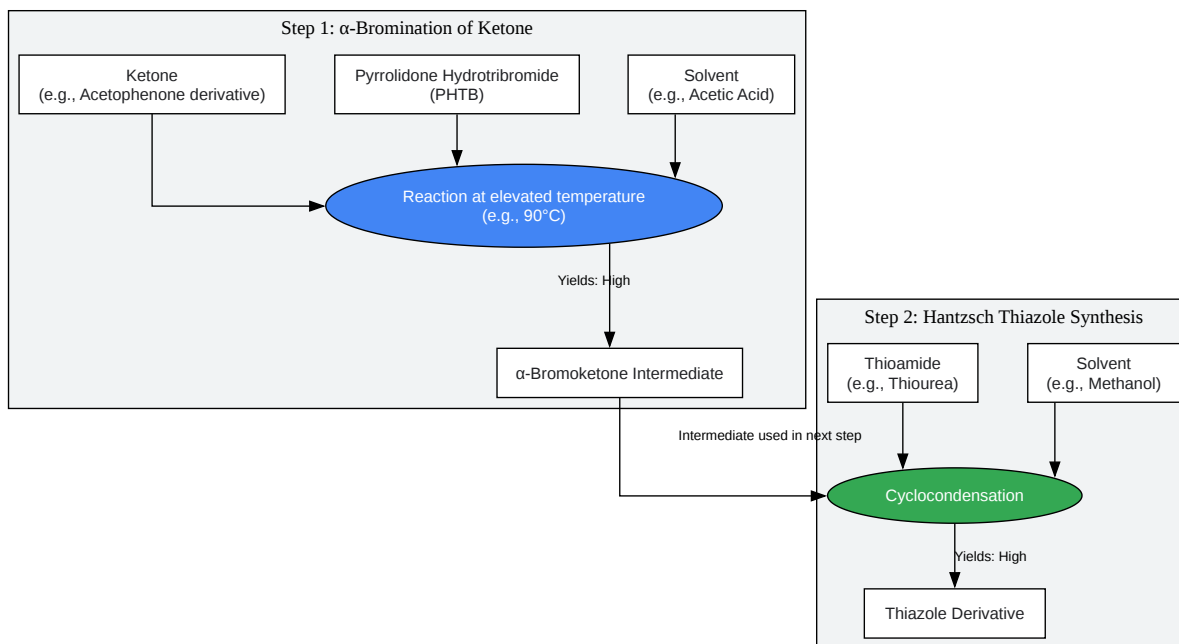 Step 1: α-Bromination of Ketone
Ketone
(e.g., Acetophenone derivative)
Pyrrolidone Hydrotribromide
(PHTB)
Solvent
(e.g., Acetic Acid)
Reaction at elevated temperature
(e.g., 90°C)
Yields: High
α-Bromoketone Intermediate
Intermediate used in next step
Step 2: Hantzsch Thiazole Synthesis
Thioamide
(e.g., Thiourea)
Solvent
(e.g., Methanol)
Cyclocondensation
Yields: High
Thiazole Derivative